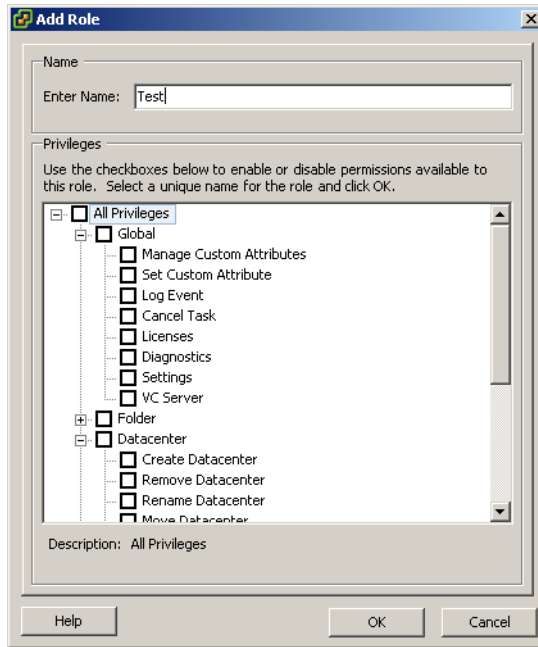 Add Role
Name
Enter Name: Test
Privileges
Use the checkboxes below to enable or disable permissions available to
this role. Select a unique name for the role and click OK.
All Privileges
Global
Manage Custom Attributes
Set Custom Attribute
Log Event
Cancel Task
Licenses
Diagnostics
Settings
VC Server
Folder
Datacenter
Create Datacenter
Remove Datacenter
Rename Datacenter
Move Datacenter
Description: All Privileges
Help OK Cancel